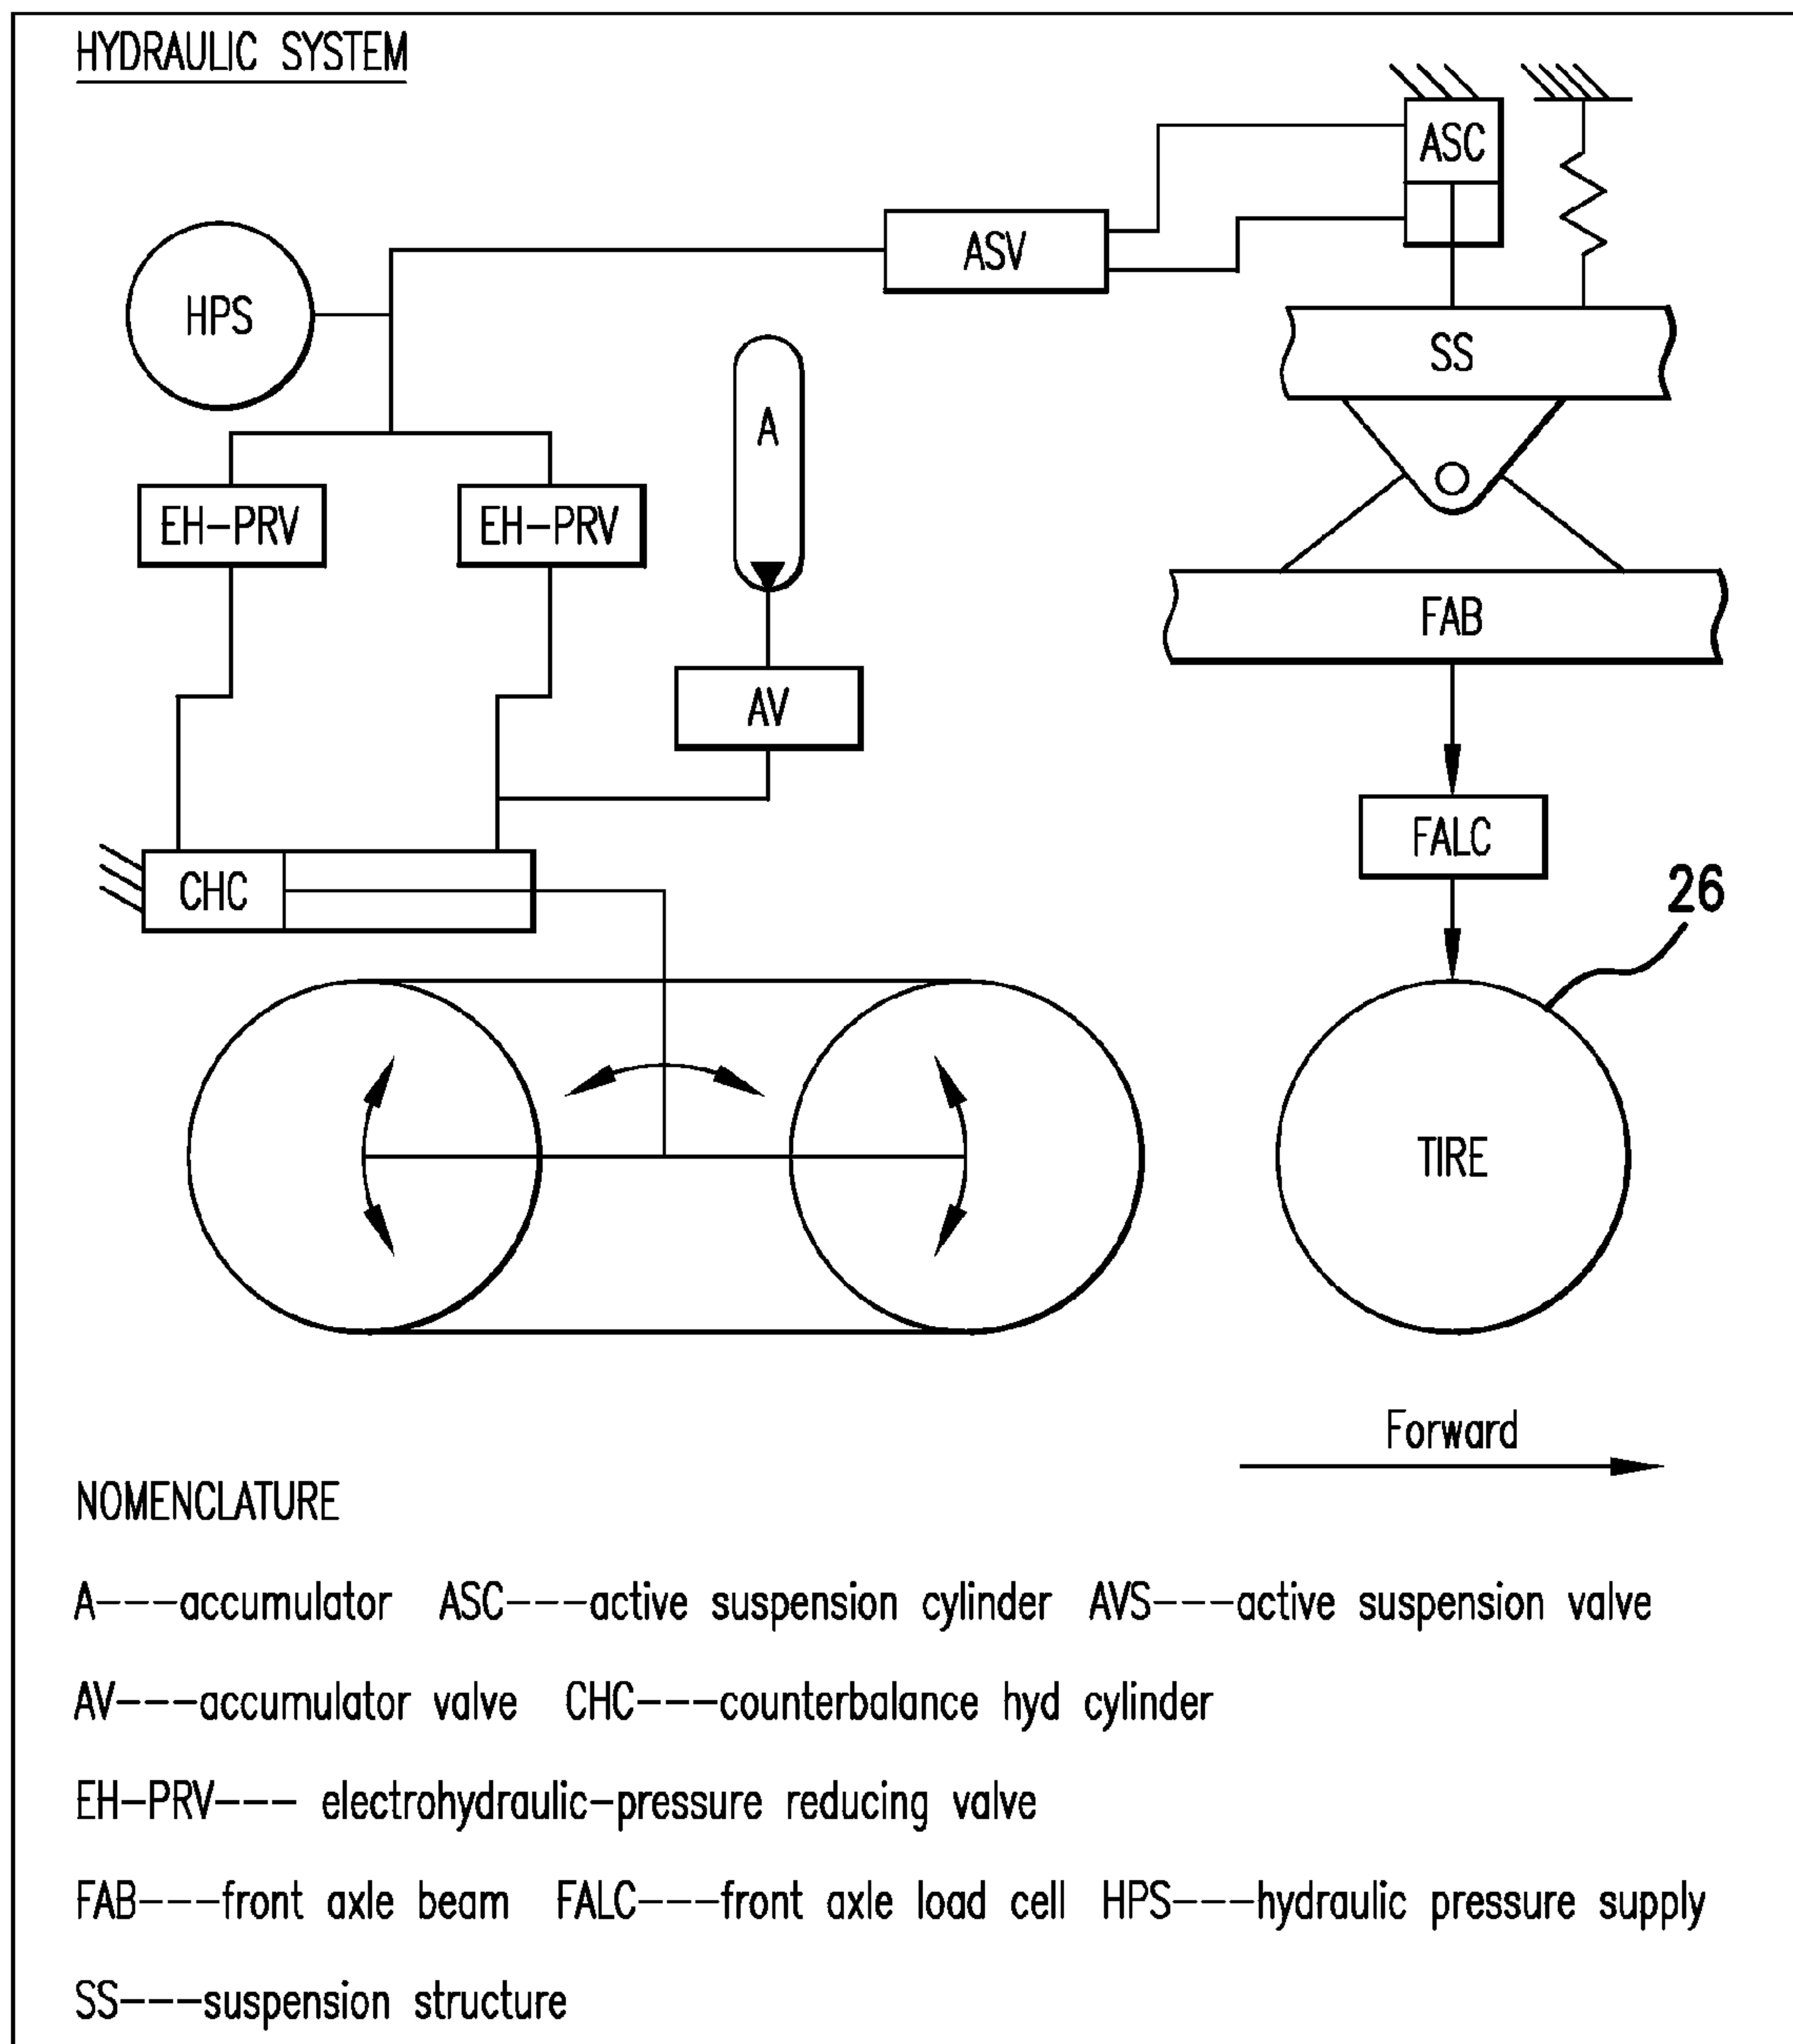 HYDRAULIC SYSTEM
ASC
ASV
HPS
SS
A
EH-PRV
EH-PRV
FAB
AV
FALC
CHC
26
TIRE
Forward
NOMENCLATURE
A---accumulator ASC---active suspension cylinder AVS---active suspension valve
AV---accumulator valve CHC---counterbalance hyd cylinder
EH-PRV--- electrohydraulic-pressure reducing valve
FAB---front axle beam FALC---front axle load cell HPS---hydraulic pressure supply
SS---suspension structure